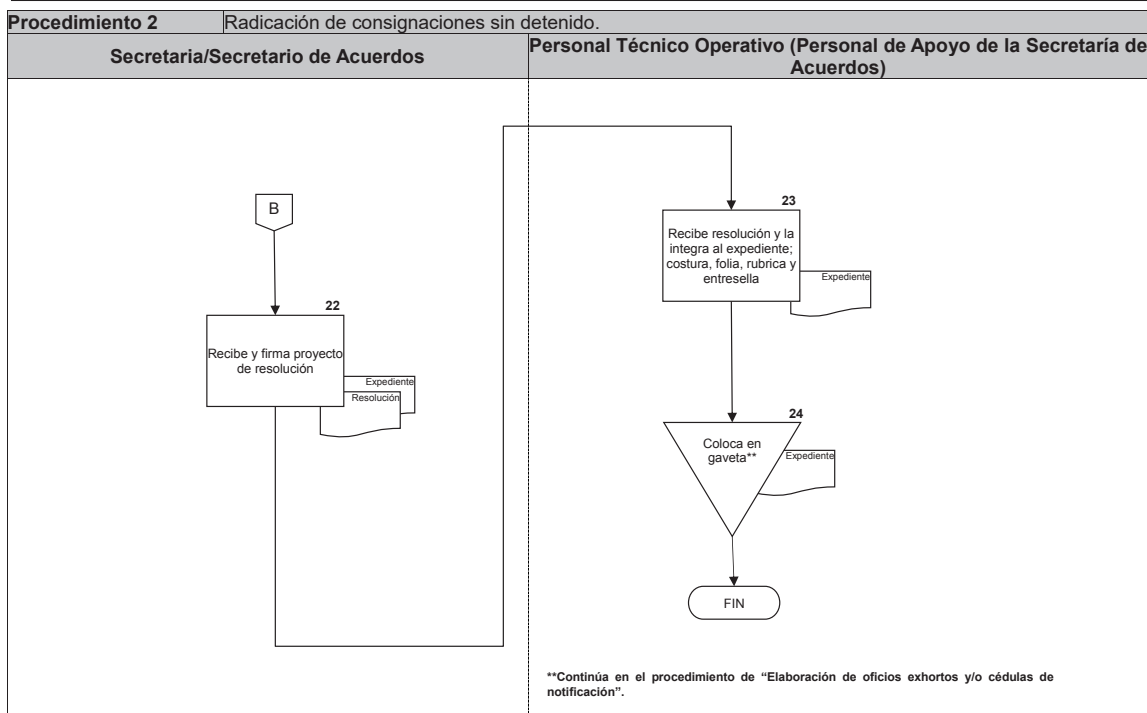 Procedimiento 2 Radicación de consignaciones sin detenido.
Secretaria/Secretario de Acuerdos
Personal Técnico Operativo (Personal de Apoyo de la Secretaría de
Acuerdos)
B
22
Recibe y firma proyecto
de resolución
Expediente
Resolución
23
Recibe resolución y la
integra al expediente;
costura, folia, rubrica y
entresella
Expediente
24
Coloca en
gaveta**
Expediente
FIN
**Continúa en el procedimiento de “Elaboración de oficios exhortos y/o cédulas de
notificación”.